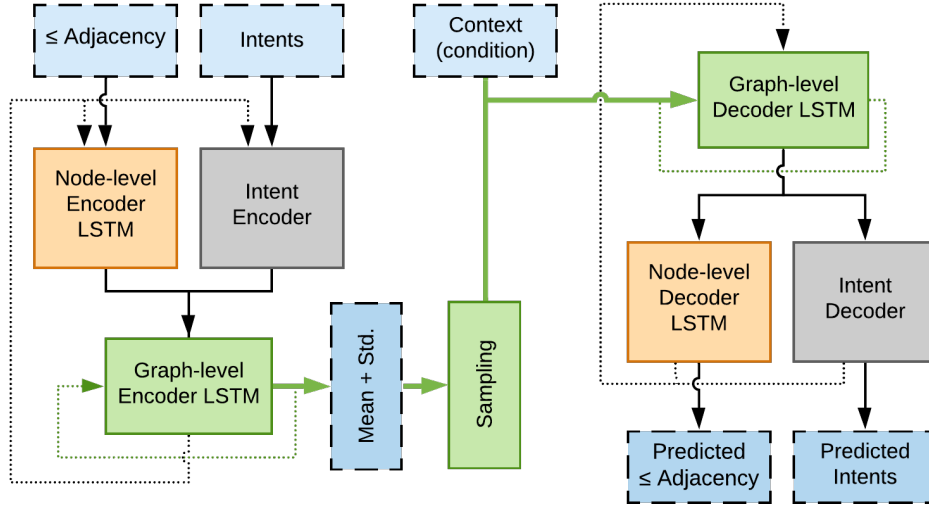 ≤ Adjacency
Intents
Context
(condition)
Graph-level
Decoder LSTM
Node-level
Encoder
LSTM
Intent
Encoder
Node-level
Decoder
LSTM
Intent
Decoder
Graph-level
Encoder LSTM
Mean + Std.
Sampling
Predicted
≤ Adjacency
Predicted
Intents